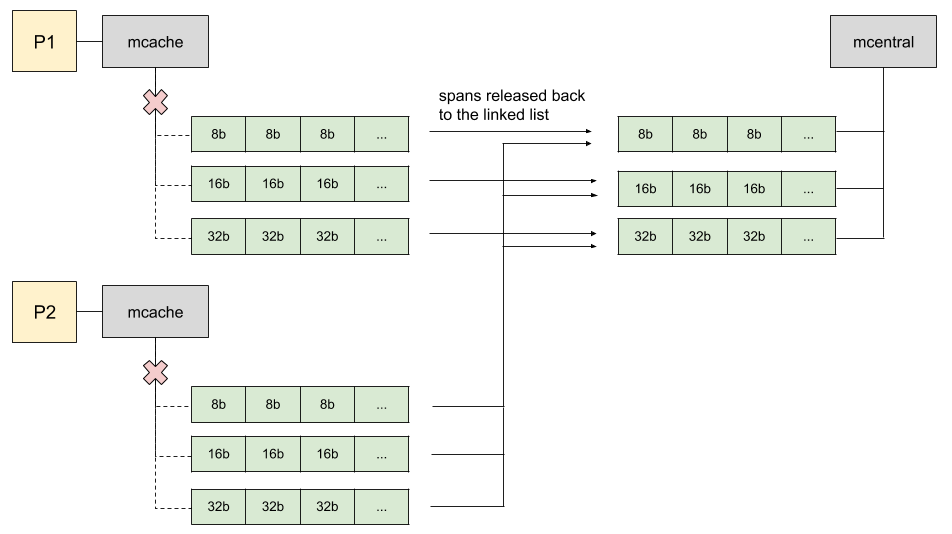 P1
mcache
mcentral
spans released back
to the linked list
8b 8b 8b ...
8b 8b 8b ...
16b 16b 16b ...
16b 16b 16b ...
32b 32b 32b ...
32b 32b 32b ...
P2
mcache
8b 8b 8b ...
16b 16b 16b ...
32b 32b 32b ...